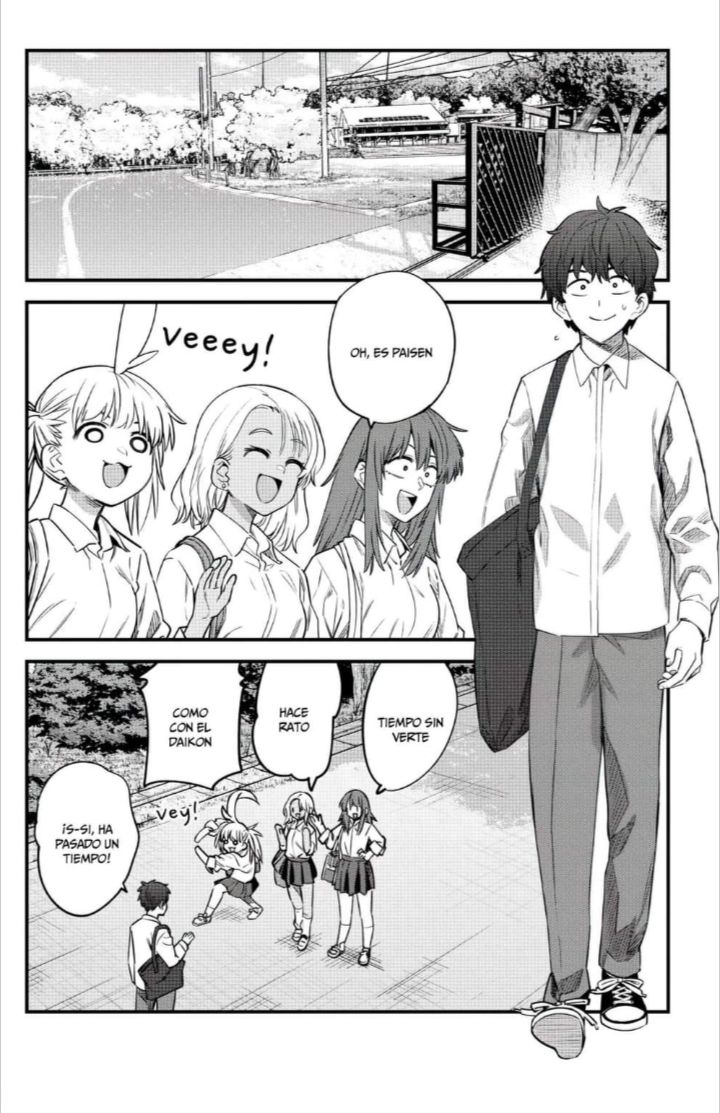 OH, ES PAISEN
veeey!
TIEMPO SIN
VERTE
HACE
RATO
COMO
CON EL
DAIKON
vey!
¡S-SI, HA
PASADO UN
TIEMPO!